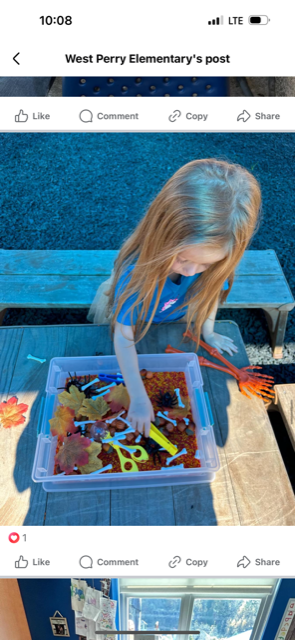 10:08
LTE
West Perry Elementary's post
Like Comment Copy Share
1
Like Comment Copy Share